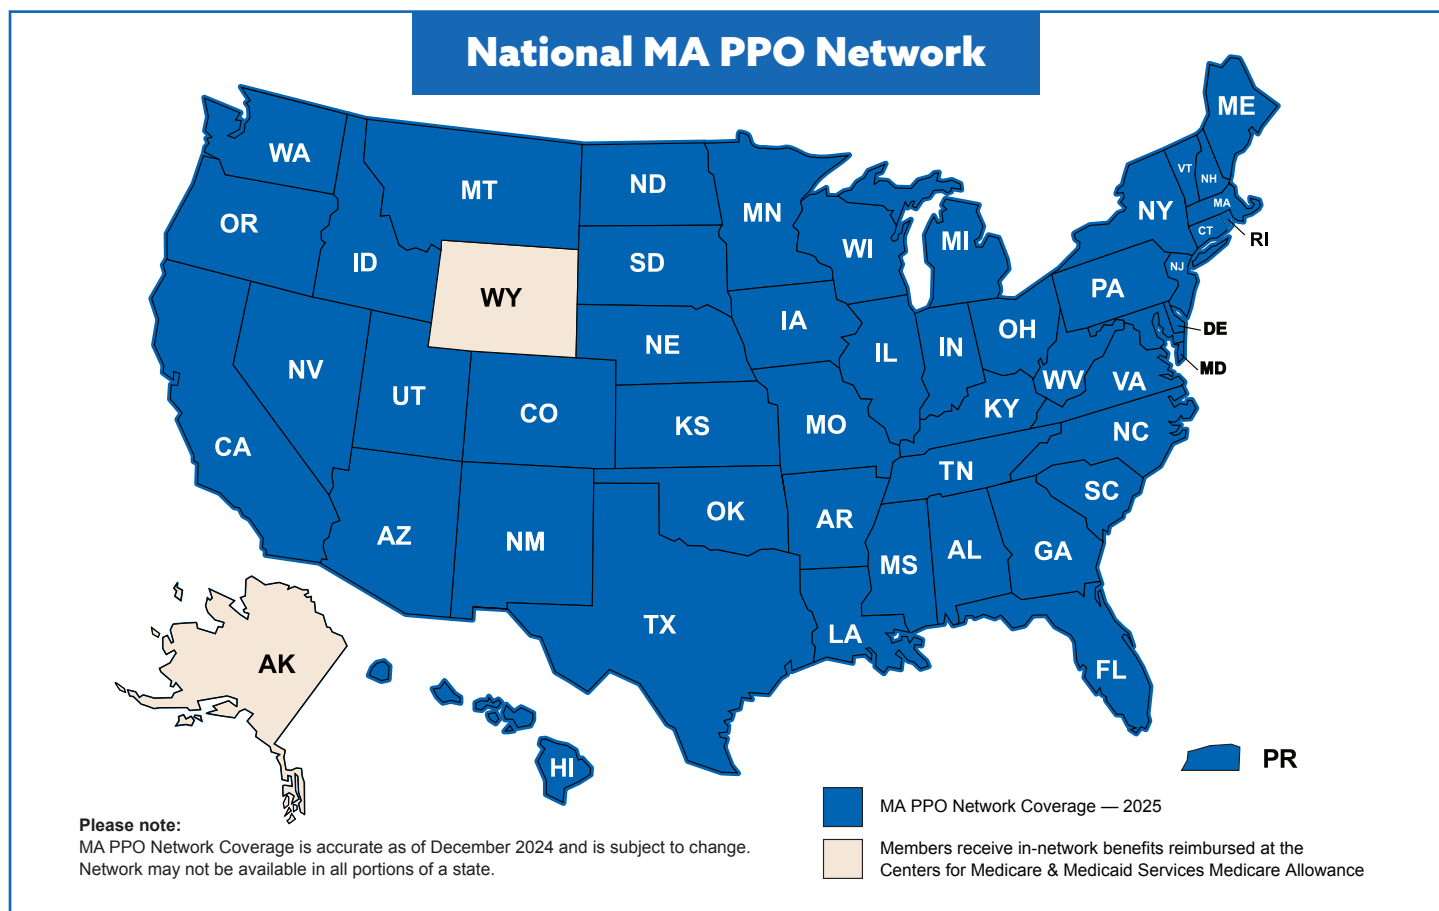 National MA PPO Network
ME
WA
MT
ND
MN
VT
NH
NY
MA
OR
WI
MI
CT
RI
ID
SD
NJ
WY
PA
IA
OH
DE
NE
IL
IN
MD
NV
WV
VA
UT
CO
KS
MO
KY
NC
CA
TN
SC
OK
AR
AZ
NM
MS
AL
GA
TX
LA
AK
FL
HI
PR
MA PPO Network Coverage — 2025
Please note:
MA PPO Network Coverage is accurate as of December 2024 and is subject to change.
Network may not be available in all portions of a state.
Members receive in-network benefits reimbursed at the
Centers for Medicare & Medicaid Services Medicare Allowance